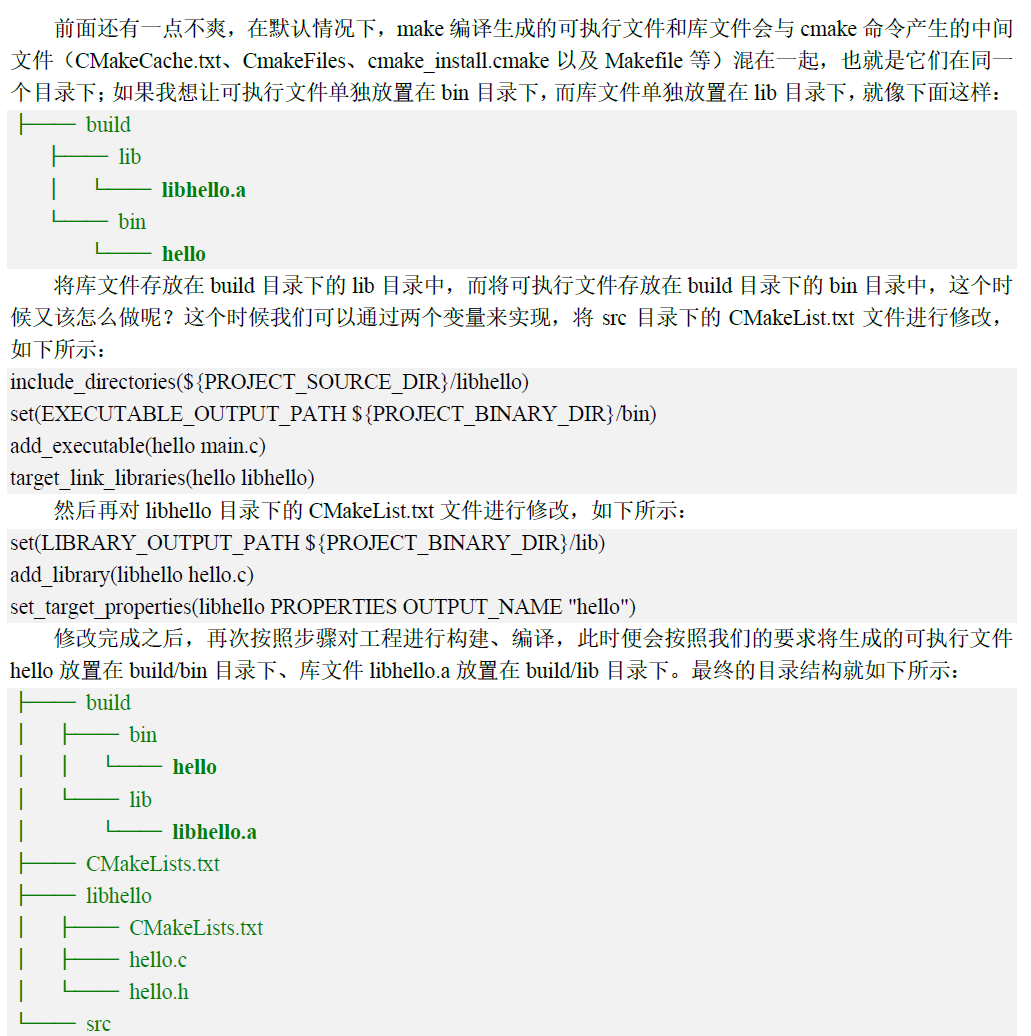 前面还有一点不爽，在默认情况下，make 编译生成的可执行文件和库文件会与 cmake 命令产生的中间
文件（CMakeCache.txt、CmakeFiles、cmake_install.cmake 以及 Makefile 等）混在一起，也就是它们在同一
个目录下；如果我想让可执行文件单独放置在 bin 目录下，而库文件单独放置在 lib 目录下，就像下面这样：
├── build
    ├── lib
    │   └── libhello.a
    └── bin
        └── hello
将库文件存放在 build 目录下的 lib 目录中，而将可执行文件存放在 build 目录下的 bin 目录中，这个时
候又该怎么做呢？这个时候我们可以通过两个变量来实现，将 src 目录下的 CMakeList.txt 文件进行修改，
如下所示：
include_directories(${PROJECT_SOURCE_DIR}/libhello)
set(EXECUTABLE_OUTPUT_PATH ${PROJECT_BINARY_DIR}/bin)
add_executable(hello main.c)
target_link_libraries(hello libhello)
然后再对 libhello 目录下的 CMakeList.txt 文件进行修改，如下所示：
set(LIBRARY_OUTPUT_PATH ${PROJECT_BINARY_DIR}/lib)
add_library(libhello hello.c)
set_target_properties(libhello PROPERTIES OUTPUT_NAME "hello")
修改完成之后，再次按照步骤对工程进行构建、编译，此时便会按照我们的要求将生成的可执行文件
hello 放置在 build/bin 目录下、库文件 libhello.a 放置在 build/lib 目录下。最终的目录结构就如下所示：
├── build
│   ├── bin
│   │   └── hello
│   └── lib
│       └── libhello.a
├── CMakeLists.txt
├── libhello
│   ├── CMakeLists.txt
│   ├── hello.c
│   └── hello.h
└── src